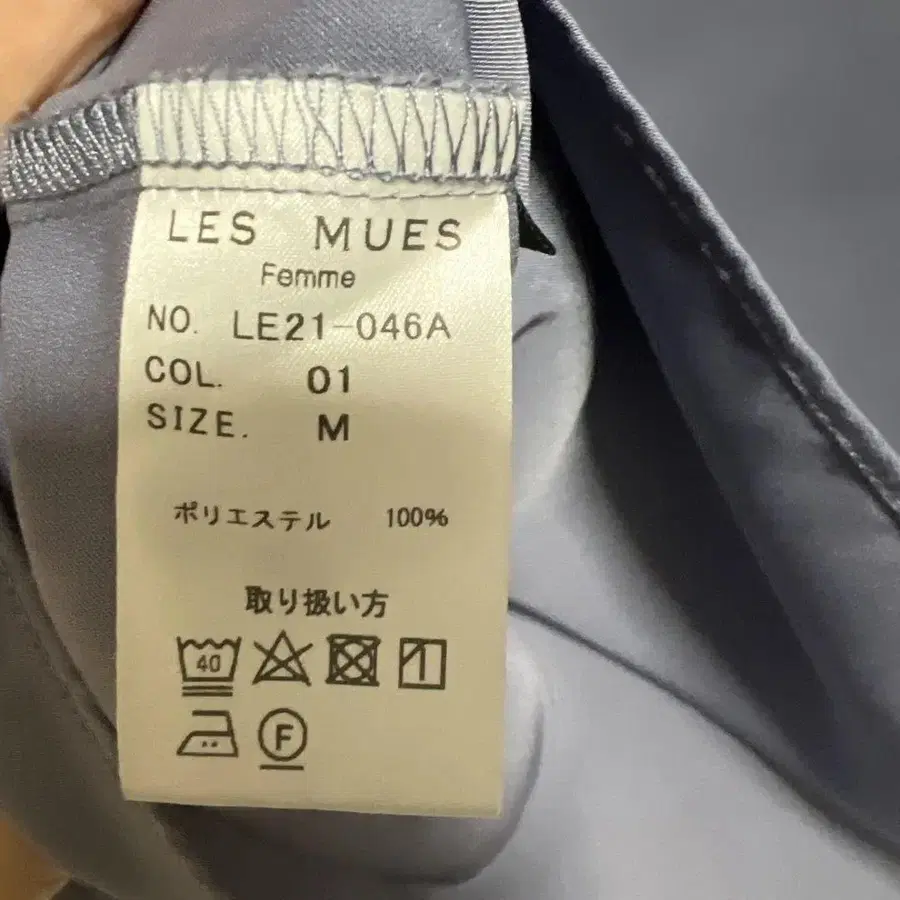 LES MUES
Femme
NO. LE21-046A
COL. 01
SIZE. M
ポリエステル 100%
取り扱い方
40
F